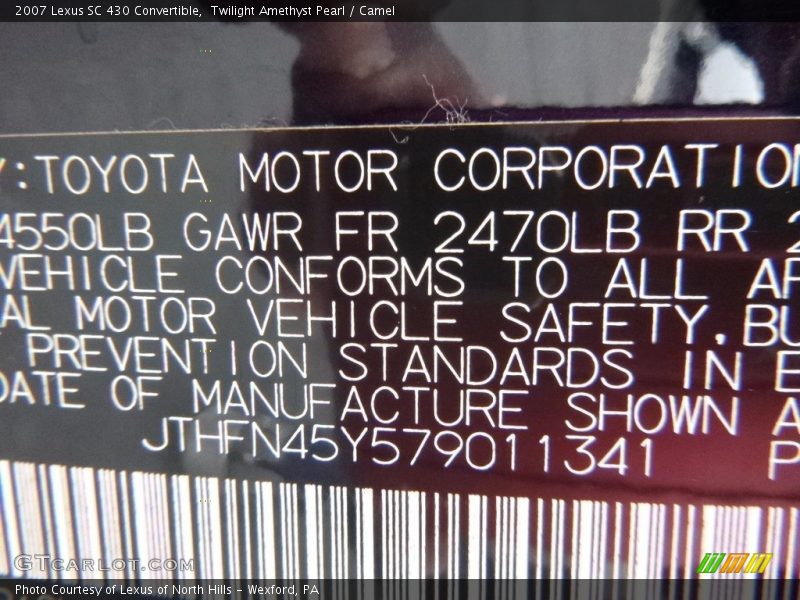 2007 Lexus SC 430 Convertible, Twilight Amethyst Pearl / Camel
Y:TOYOTA MOTOR CORPORATION
4550LB GAWR FR 2470LB RR 2
VEHICLE CONFORMS TO ALL AP
AL MOTOR VEHICLE SAFETY, BU
PREVENTION STANDARDS IN E
DATE OF MANUFACTURE SHOWN A
JTHFN45Y579011341 P
GTCARLOT.COM
Photo Courtesy of Lexus of North Hills - Wexford, PA